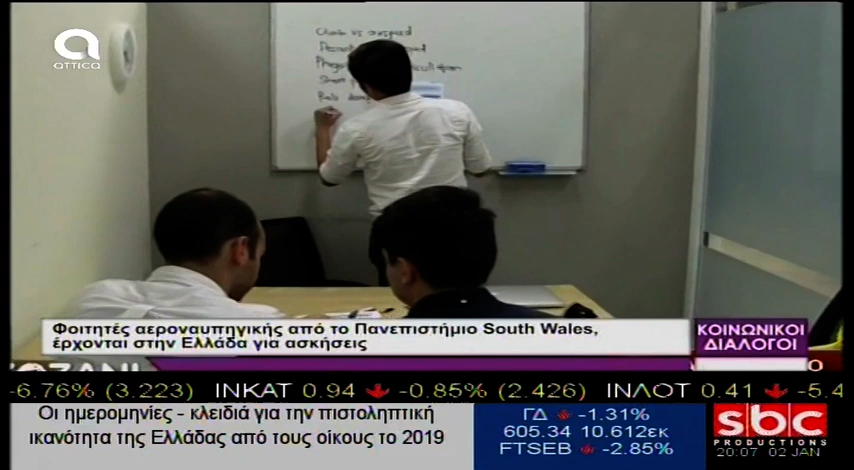 attica
Climb vs
Φοιτητές αεροναυπηγικής από το Πανεπιστήμιο South Wales,
έρχονται στην Ελλάδα για ασκήσεις
ΚΟΙΝΩΝΙΚΟΙ
ΔΙΑΛΟΓΟΙ
-6.76% (3.223) ΙΝΚΑΤ 0.94 -0.85% (2.426) ΙΝΛΟΤ 0.41 -5.4
Οι ημερομηνίες - κλειδιά για την πιστοληπτική
ικανότητα της Ελλάδας από τους οίκους το 2019
ΓΔ -1.31%
605.34 10.612εκ
FTSEB -2.85%
sbc
PRODUCTIONS
20:07 02 JAN